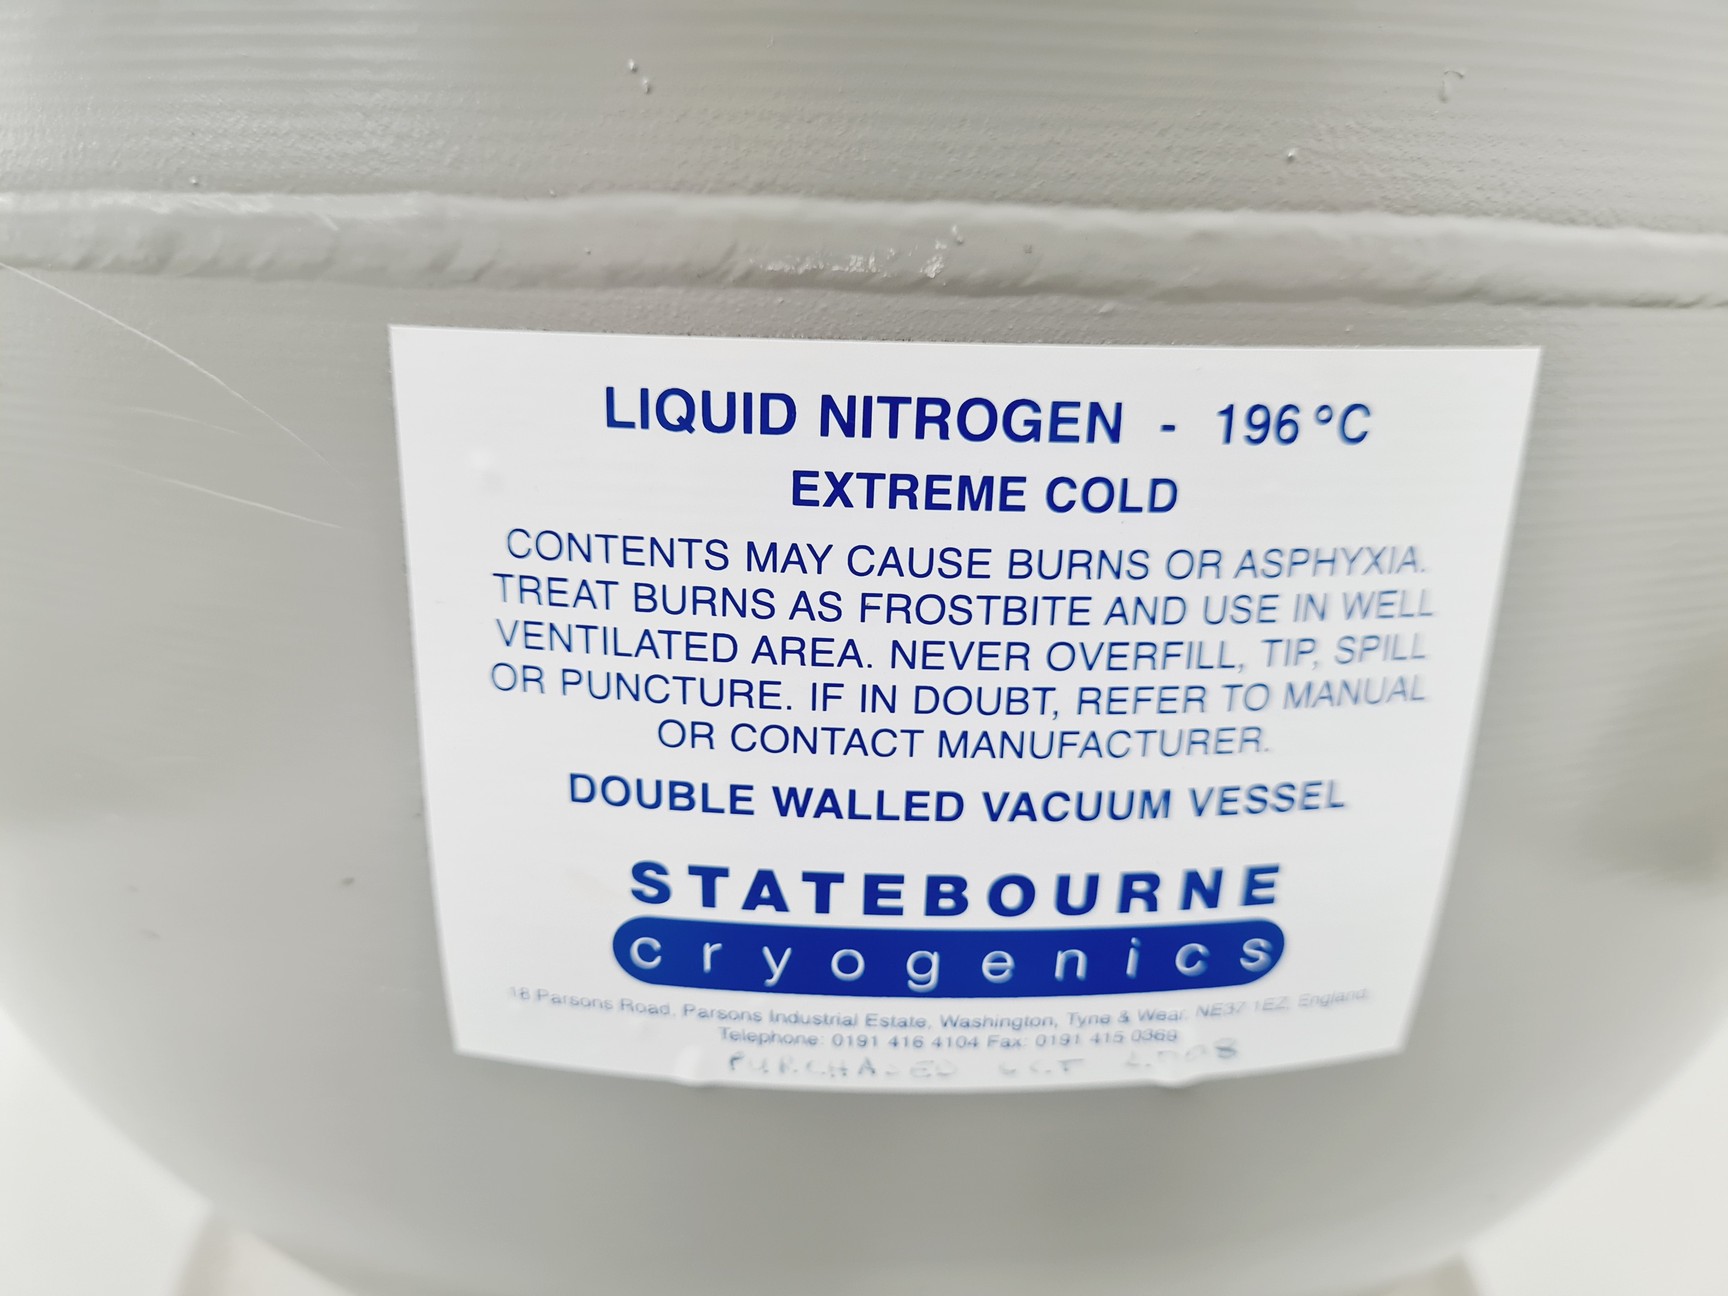 LIQUID NITROGEN - 196°C
EXTREME COLD
CONTENTS MAY CAUSE BURNS OR ASPHYXIA.
TREAT BURNS AS FROSTBITE AND USE IN WELL
VENTILATED AREA. NEVER OVERFILL, TIP, SPILL
OR PUNCTURE. IF IN DOUBT, REFER TO MANUAL
OR CONTACT MANUFACTURER.
DOUBLE WALLED VACUUM VESSEL
STATEBOURNE
cryogenics
18 Parsons Road, Parsons Industrial Estate, Washington, Tyne & Wear, NE37 1EZ, England.
Telephone: 0191 416 4104 Fax: 0191 415 0369
PURCHASED